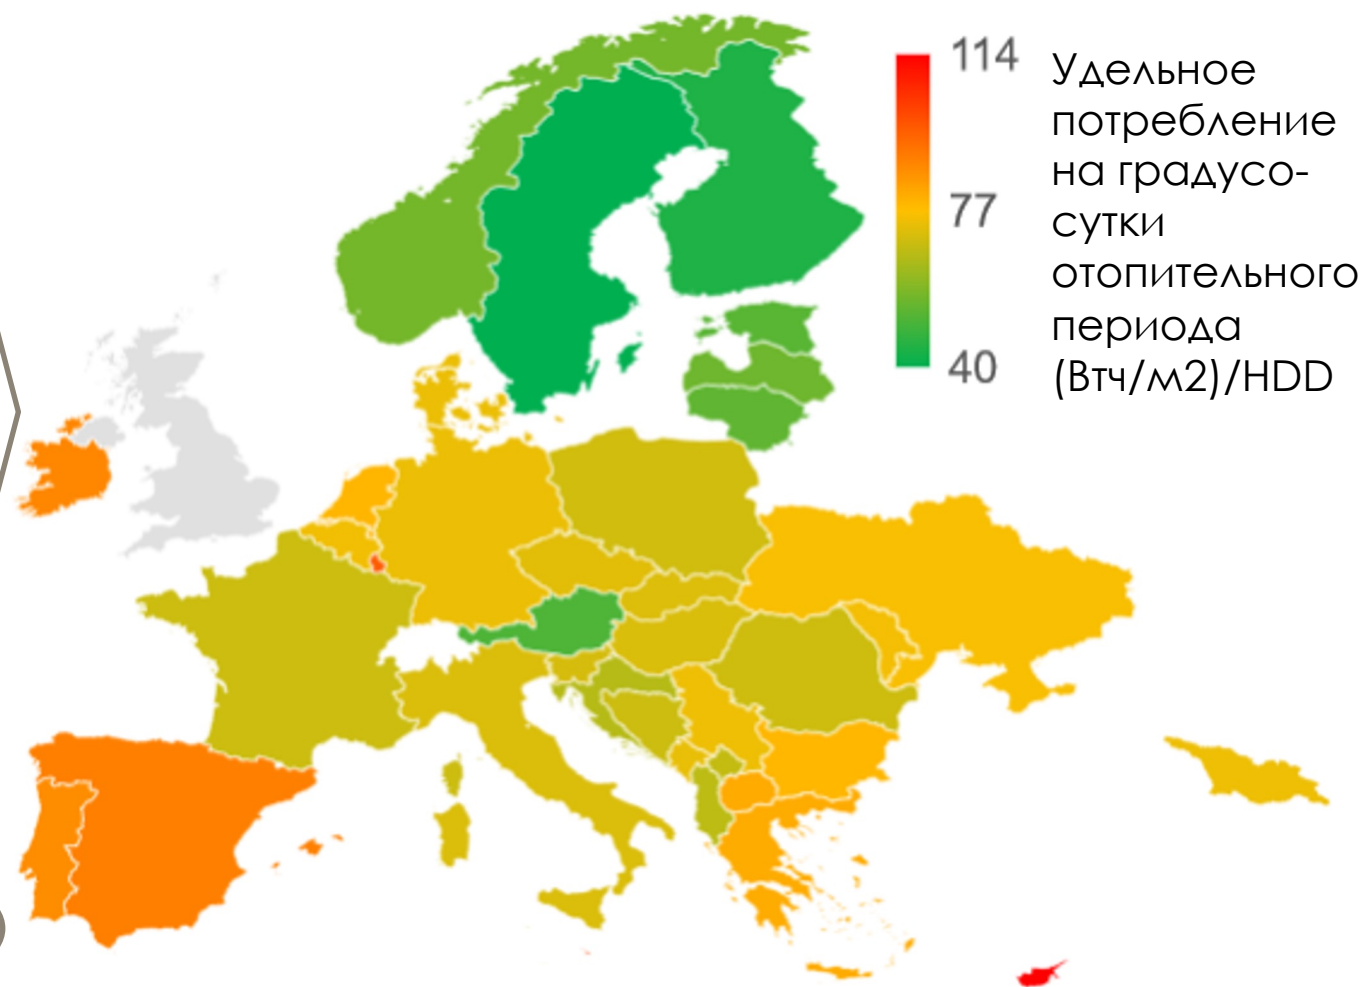 114
77
40
Удельное
потребление
на градусо-
сутки
отопительного
периода
(Втч/м2)/HDD